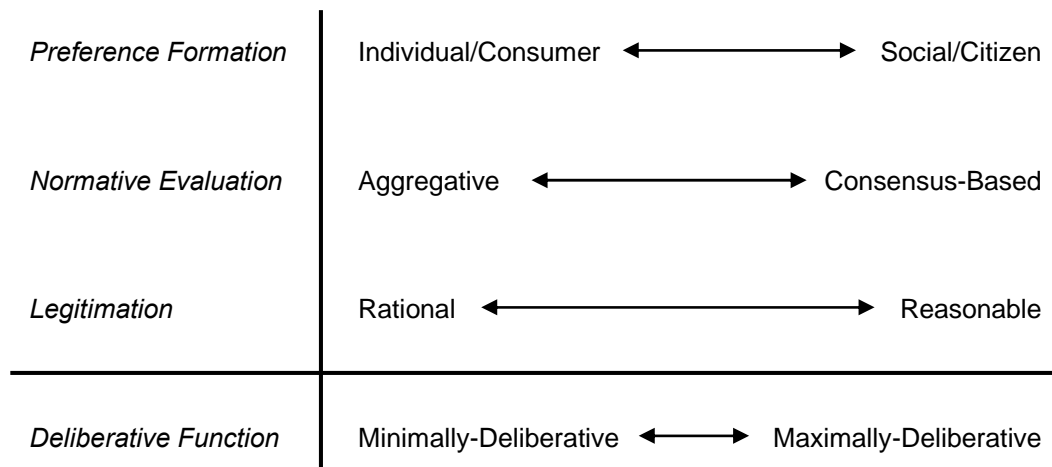 Preference Formation Individual/Consumer Social/Citizen
Normative Evaluation Aggregative Consensus-Based
Legitimation Rational Reasonable
Deliberative Function Minimally-Deliberative Maximally-Deliberative